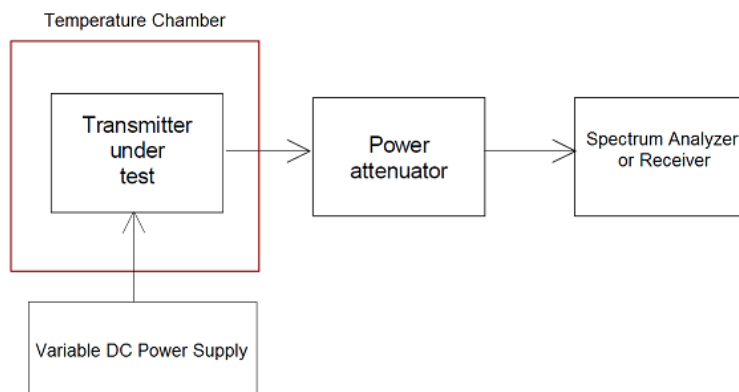 Temperature Chamber
Transmitter
under
test
Power
attenuator
Spectrum Analyzer
or Receiver
Variable DC Power Supply